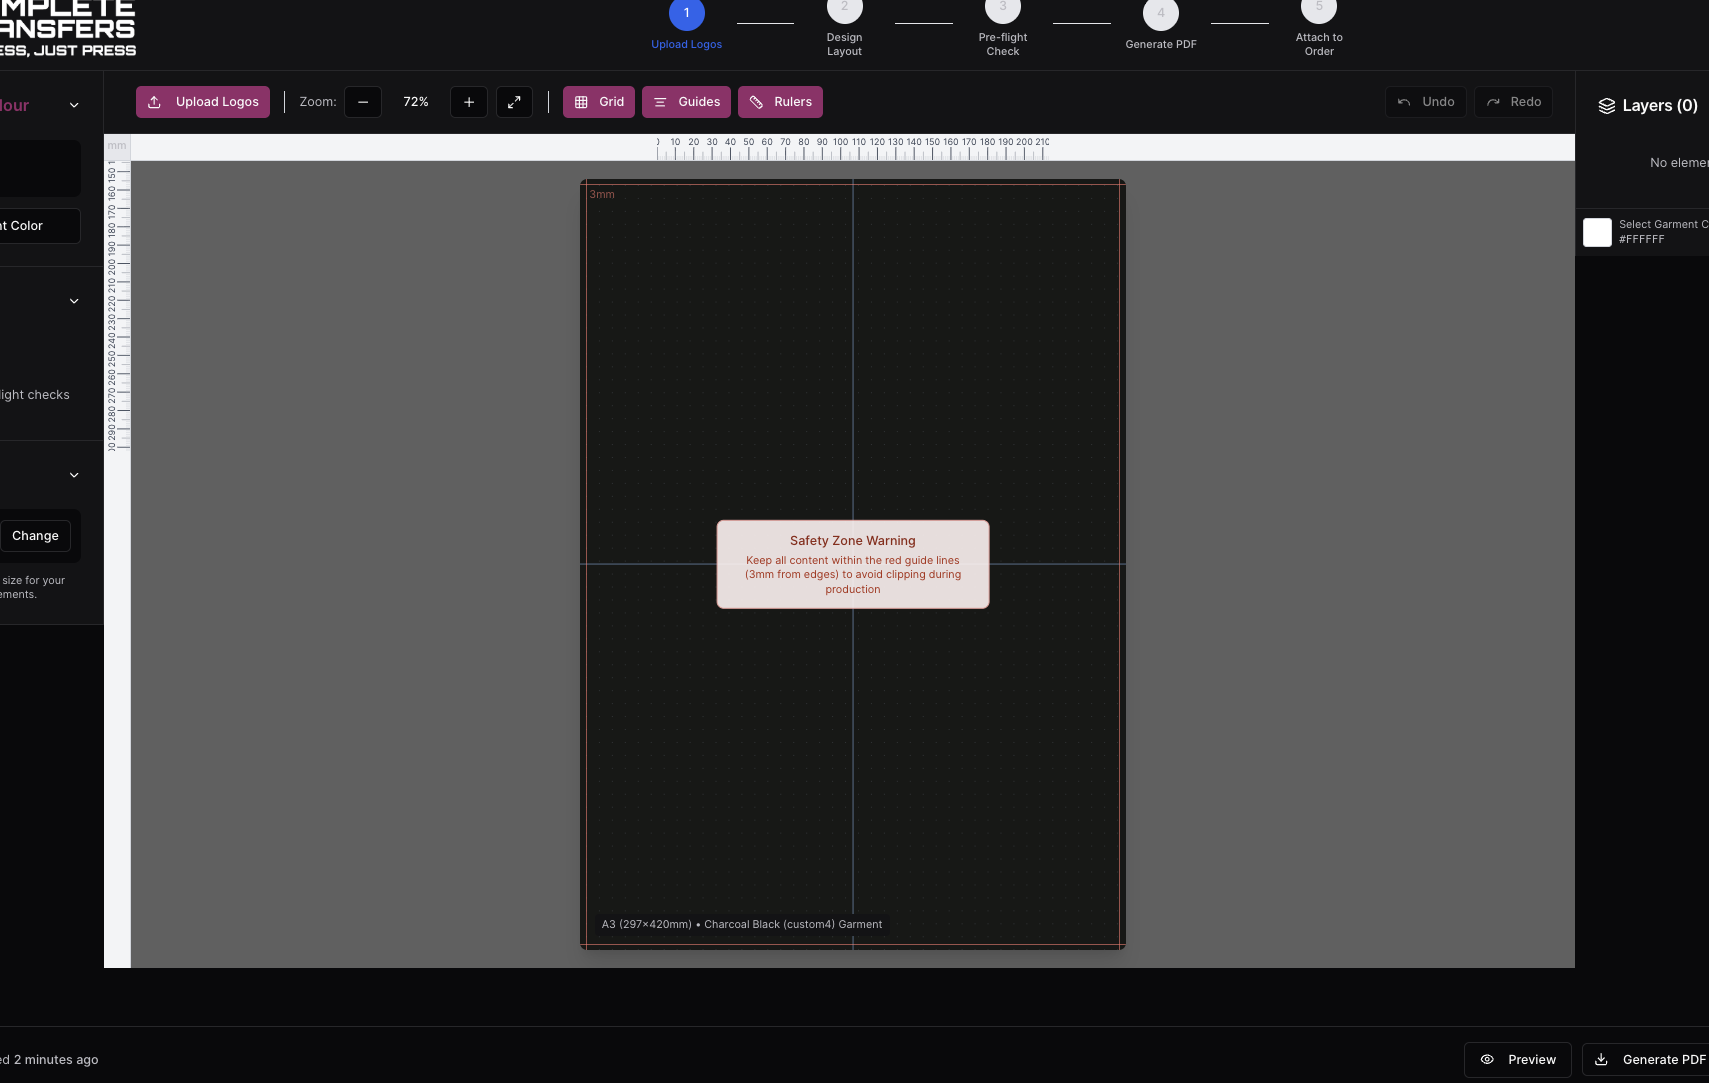 MPLETE
ANSFERS
ESS, JUST PRESS
1
2
3
4
5
Upload Logos
Design
Layout
Pre-flight
Check
Generate PDF
Attach to
Order
lour
Upload Logos
Zoom:
72%
Grid
Guides
Rulers
Undo
Redo
Layers (0)
mm
10 20 30 40 50 60 70 80 90 100 110 120 130 140 150 160 170 180 190 200 210
No elemen
150 160 170 180 190 200 210 220 230 240 250 260 270 280 290
nt Color
3mm
Select Garment C
#FFFFFF
light checks
Change
size for your
ements.
Safety Zone Warning
Keep all content within the red guide lines
(3mm from edges) to avoid clipping during
production
A3 (297×420mm) • Charcoal Black (custom4) Garment
ed 2 minutes ago
Preview
Generate PDF